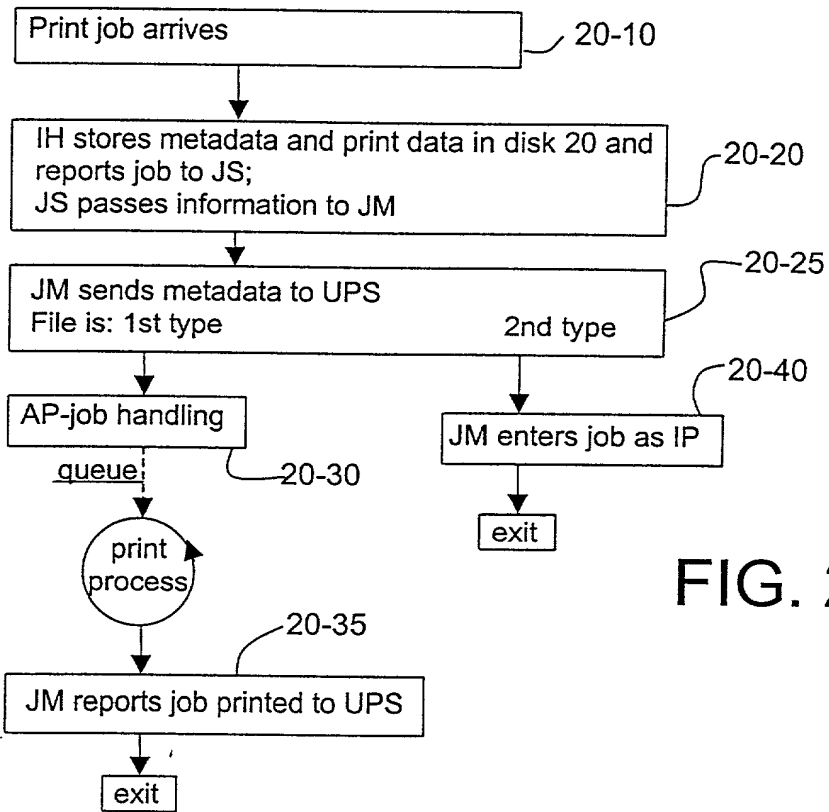 Print job arrives
20-10
IH stores metadata and print data in disk 20 and
reports job to JS;
JS passes information to JM
20-20
JM sends metadata to UPS
File is: 1st type 2nd type
20-25
AP-job handling
20-30
JM enters job as IP
20-40
queue
exit
print
process
FIG.
20-35
JM reports job printed to UPS
exit